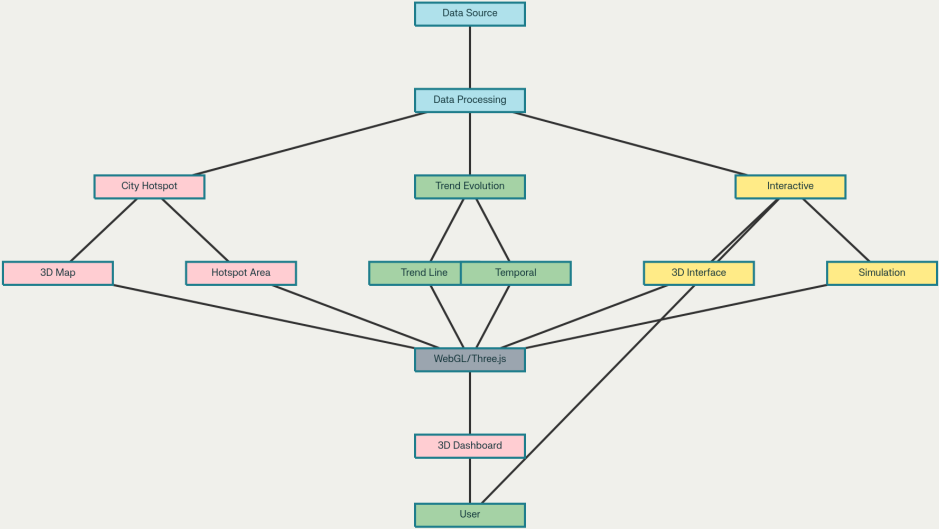 Data Source
Data Processing
City Hotspot
Trend Evolution
Interactive
3D Map
Hotspot Area
Trend Line
Temporal
3D Interface
Simulation
WebGL/Three.js
3D Dashboard
User